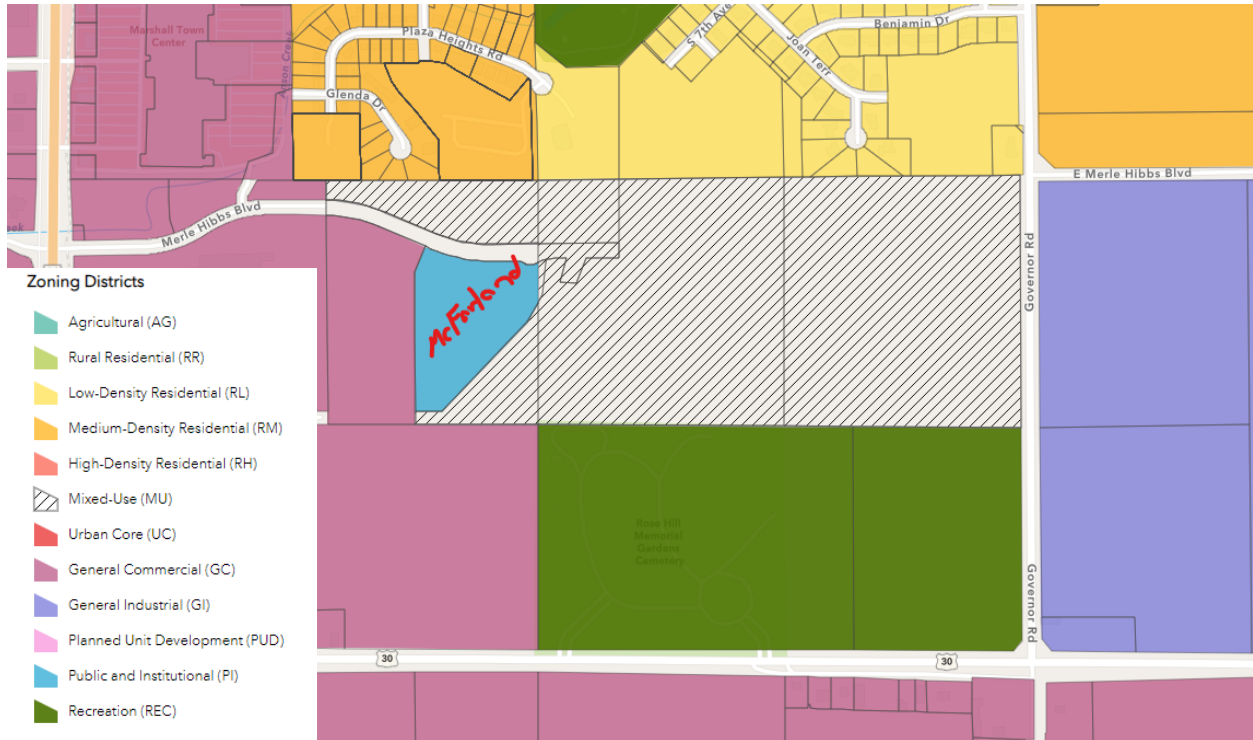 Marshall Town
Center
Anson Creek
Plaza Heights Rd
Glenda Dr
S 7th Ave
Joan Terr
Benjamin Dr
E Merle Hibbs Blvd
Merle Hibbs Blvd
Governor Rd
McFarland
Zoning Districts
Agricultural (AG)
Rural Residential (RR)
Low-Density Residential (RL)
Medium-Density Residential (RM)
High-Density Residential (RH)
Mixed-Use (MU)
Urban Core (UC)
General Commercial (GC)
General Industrial (GI)
Planned Unit Development (PUD)
Public and Institutional (PI)
Recreation (REC)
Rose Hill
Memorial
Gardens
Cemetery
Governor Rd
30
30